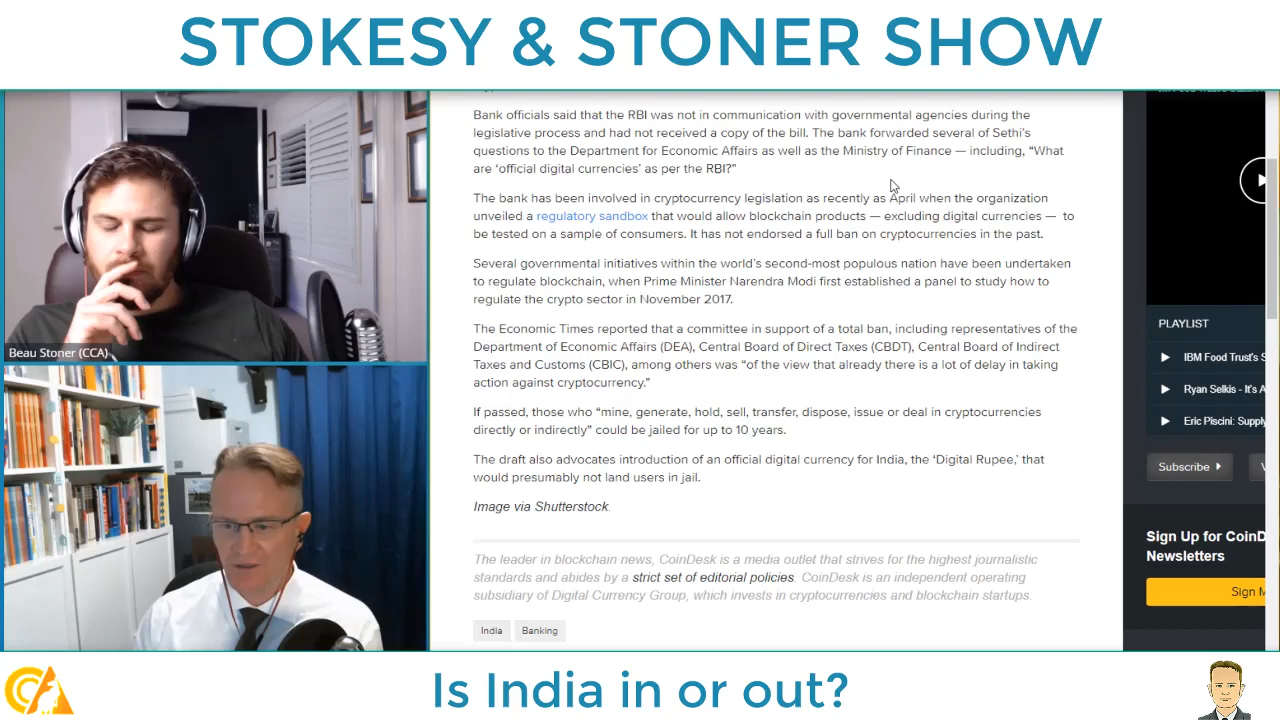 STOKESY & STONER SHOW
Bank officials said that the RBI was not in communication with governmental agencies during the
legislative process and had not received a copy of the bill. The bank forwarded several of Sethi’s
questions to the Department for Economic Affairs as well as the Ministry of Finance — including, “What
are ‘official digital currencies’ as per the RBI?”
The bank has been involved in cryptocurrency legislation as recently as April when the organization
unveiled a regulatory sandbox that would allow blockchain products — excluding digital currencies — to
be tested on a sample of consumers. It has not endorsed a full ban on cryptocurrencies in the past.
Several governmental initiatives within the world’s second-most populous nation have been undertaken
to regulate blockchain, when Prime Minister Narendra Modi first established a panel to study how to
regulate the crypto sector in November 2017.
The Economic Times reported that a committee in support of a total ban, including representatives of the
Department of Economic Affairs (DEA), Central Board of Direct Taxes (CBDT), Central Board of Indirect
Taxes and Customs (CBIC), among others was “of the view that already there is a lot of delay in taking
action against cryptocurrency.”
If passed, those who “mine, generate, hold, sell, transfer, dispose, issue or deal in cryptocurrencies
directly or indirectly” could be jailed for up to 10 years.
The draft also advocates introduction of an official digital currency for India, the ‘Digital Rupee,’ that
would presumably not land users in jail.
Image via Shutterstock.
The leader in blockchain news, CoinDesk is a media outlet that strives for the highest journalistic
standards and abides by a strict set of editorial policies. CoinDesk is an independent operating
subsidiary of Digital Currency Group, which invests in cryptocurrencies and blockchain startups.
India Banking
PLAYLIST
IBM Food Trust's S
Ryan Selkis - It's A
Eric Piscini: Supply
Subscribe V
Sign Up for CoinD
Newsletters
Sign
Beau Stoner (CCA)
Is India in or out?